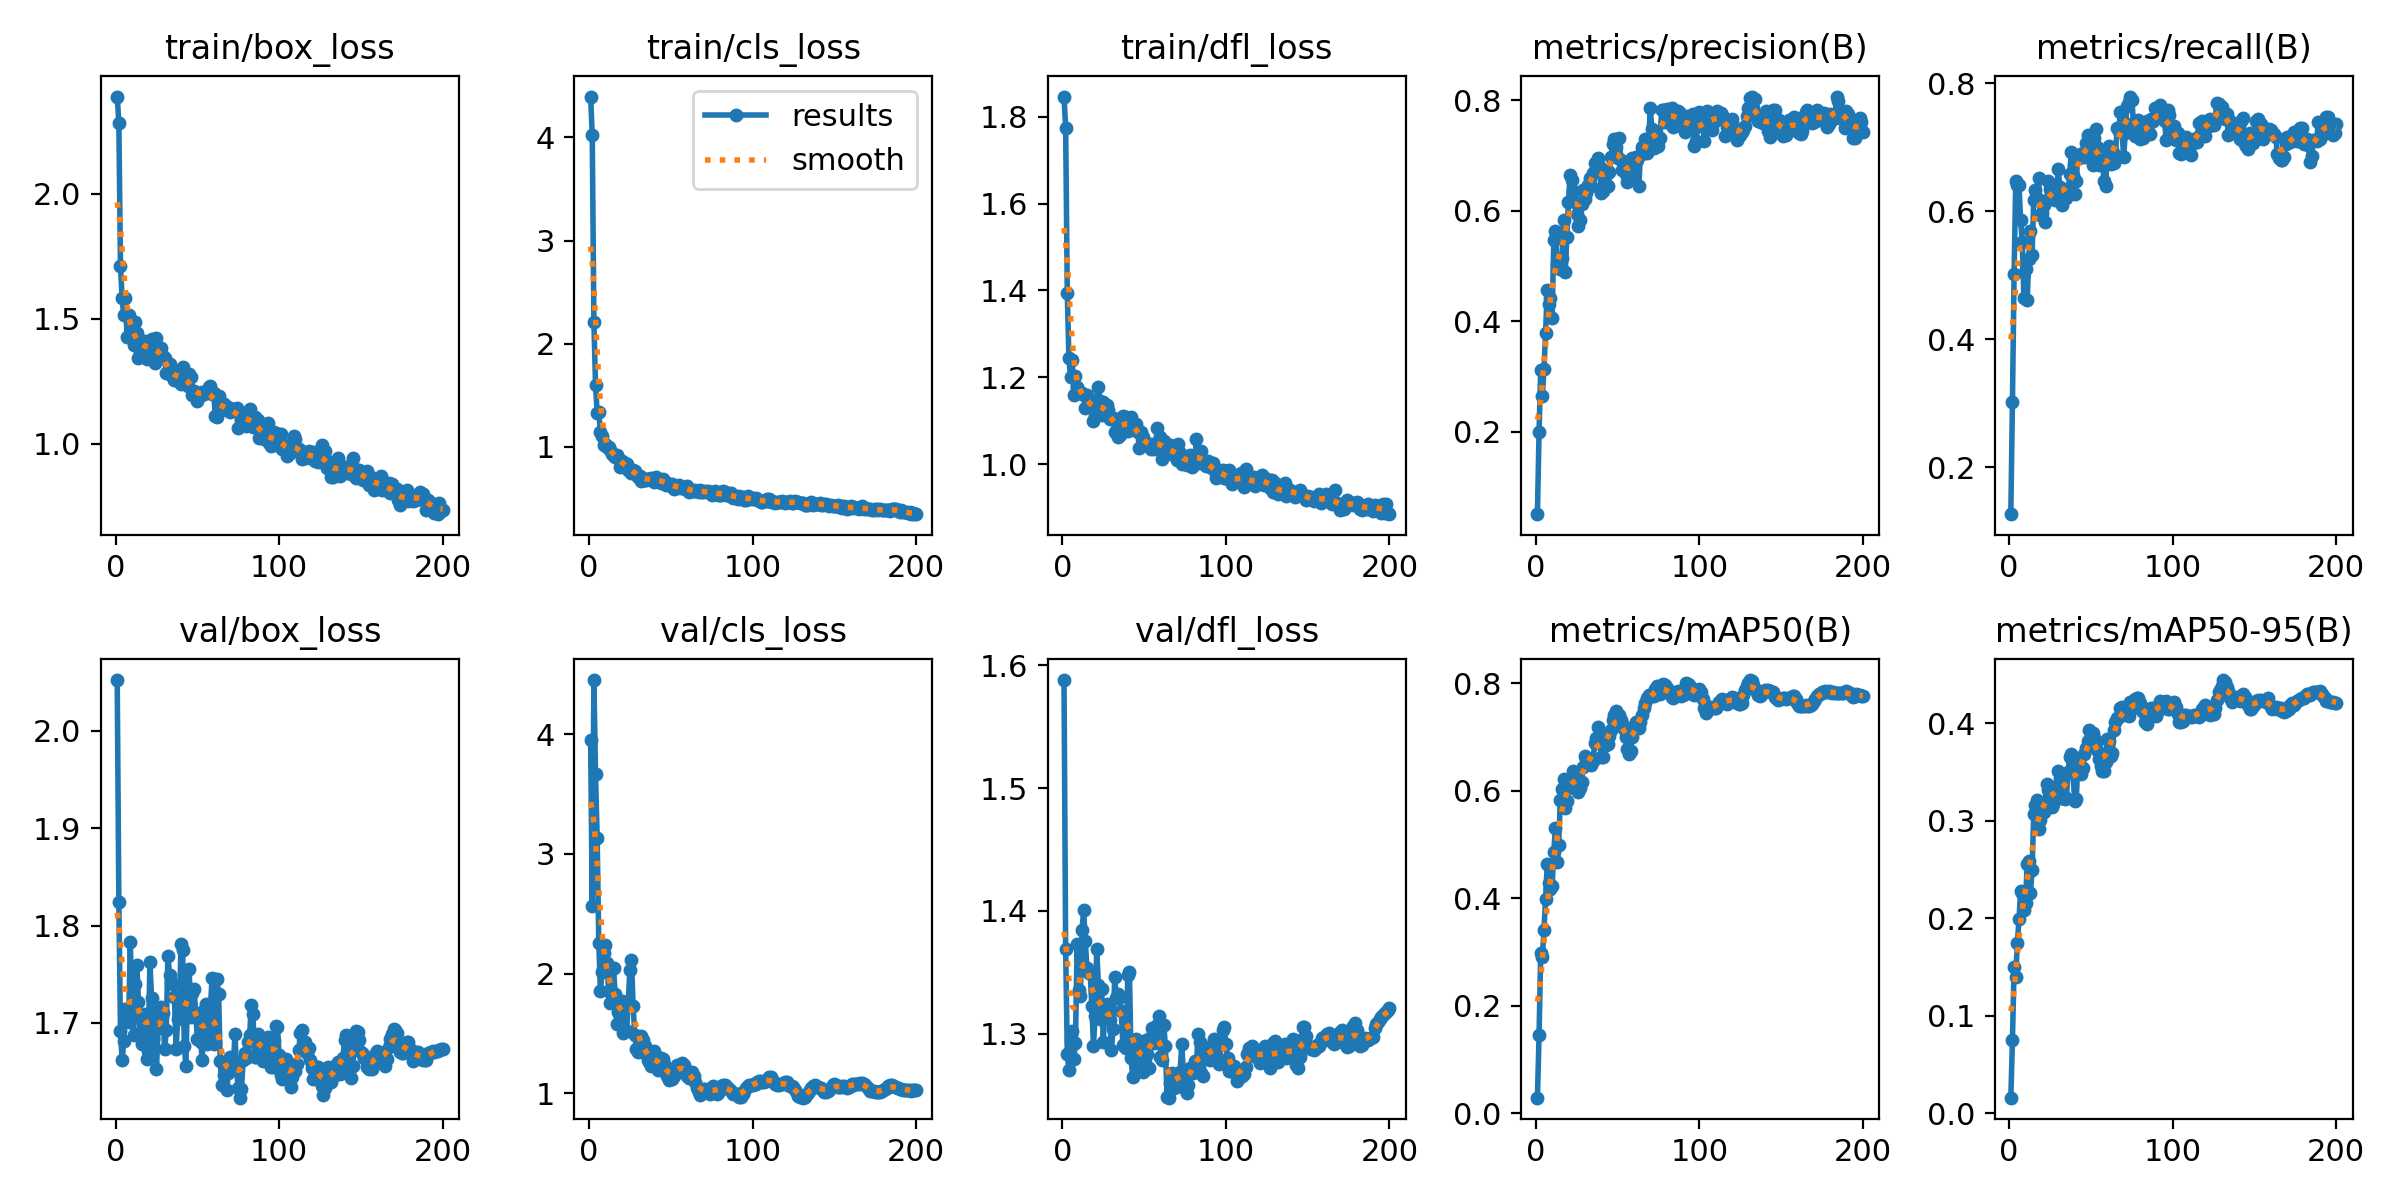 train/box_loss
2.0
1.5
1.0
0 100 200
train/cls_loss
results
smooth
4
3
2
1
0 100 200
train/dfl_loss
1.8
1.6
1.4
1.2
1.0
0 100 200
metrics/precision(B)
0.8
0.6
0.4
0.2
0 100 200
metrics/recall(B)
0.8
0.6
0.4
0.2
0 100 200
val/box_loss
2.0
1.9
1.8
1.7
0 100 200
val/cls_loss
4
3
2
1
0 100 200
val/dfl_loss
1.6
1.5
1.4
1.3
0 100 200
metrics/mAP50(B)
0.8
0.6
0.4
0.2
0.0
0 100 200
metrics/mAP50-95(B)
0.4
0.3
0.2
0.1
0.0
0 100 200